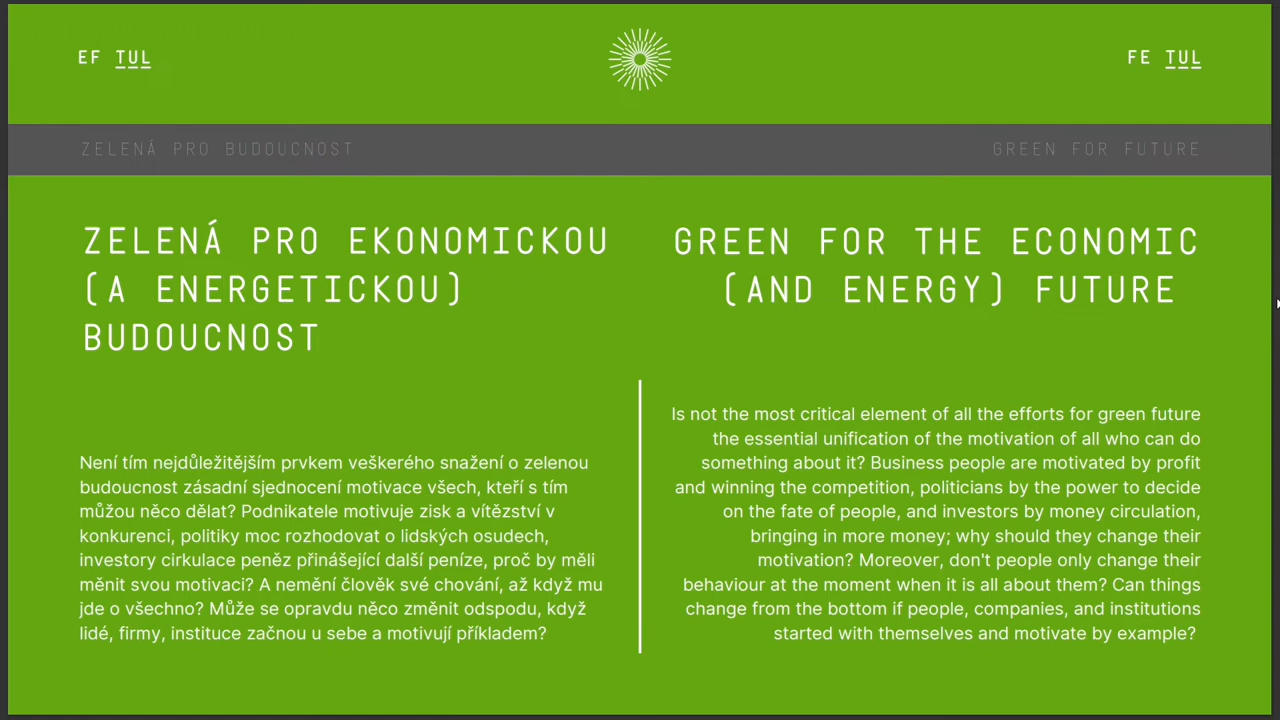 EF TUL
FE TUL
ZELENÁ PRO BUDOUCNOST
GREEN FOR FUTURE
ZELENÁ PRO EKONOMICKOU
(A ENERGETICKOU)
BUDOUCNOST
GREEN FOR THE ECONOMIC
(AND ENERGY) FUTURE
Není tím nejdůležitějším prvkem veškerého snažení o zelenou
budoucnost zásadní sjednocení motivace všech, kteří s tím
můžou něco dělat? Podnikatele motivuje zisk a vítězství v
konkurenci, politiky moc rozhodovat o lidských osudech,
investory cirkulace peněz přinášející další peníze, proč by měli
měnit svou motivaci? A nemění člověk své chování, až když mu
jde o všechno? Může se opravdu něco změnit odspodu, když
lidé, firmy, instituce začnou u sebe a motivují příkladem?
Is not the most critical element of all the efforts for green future
the essential unification of the motivation of all who can do
something about it? Business people are motivated by profit
and winning the competition, politicians by the power to decide
on the fate of people, and investors by money circulation,
bringing in more money; why should they change their
motivation? Moreover, don't people only change their
behaviour at the moment when it is all about them? Can things
change from the bottom if people, companies, and institutions
started with themselves and motivate by example?